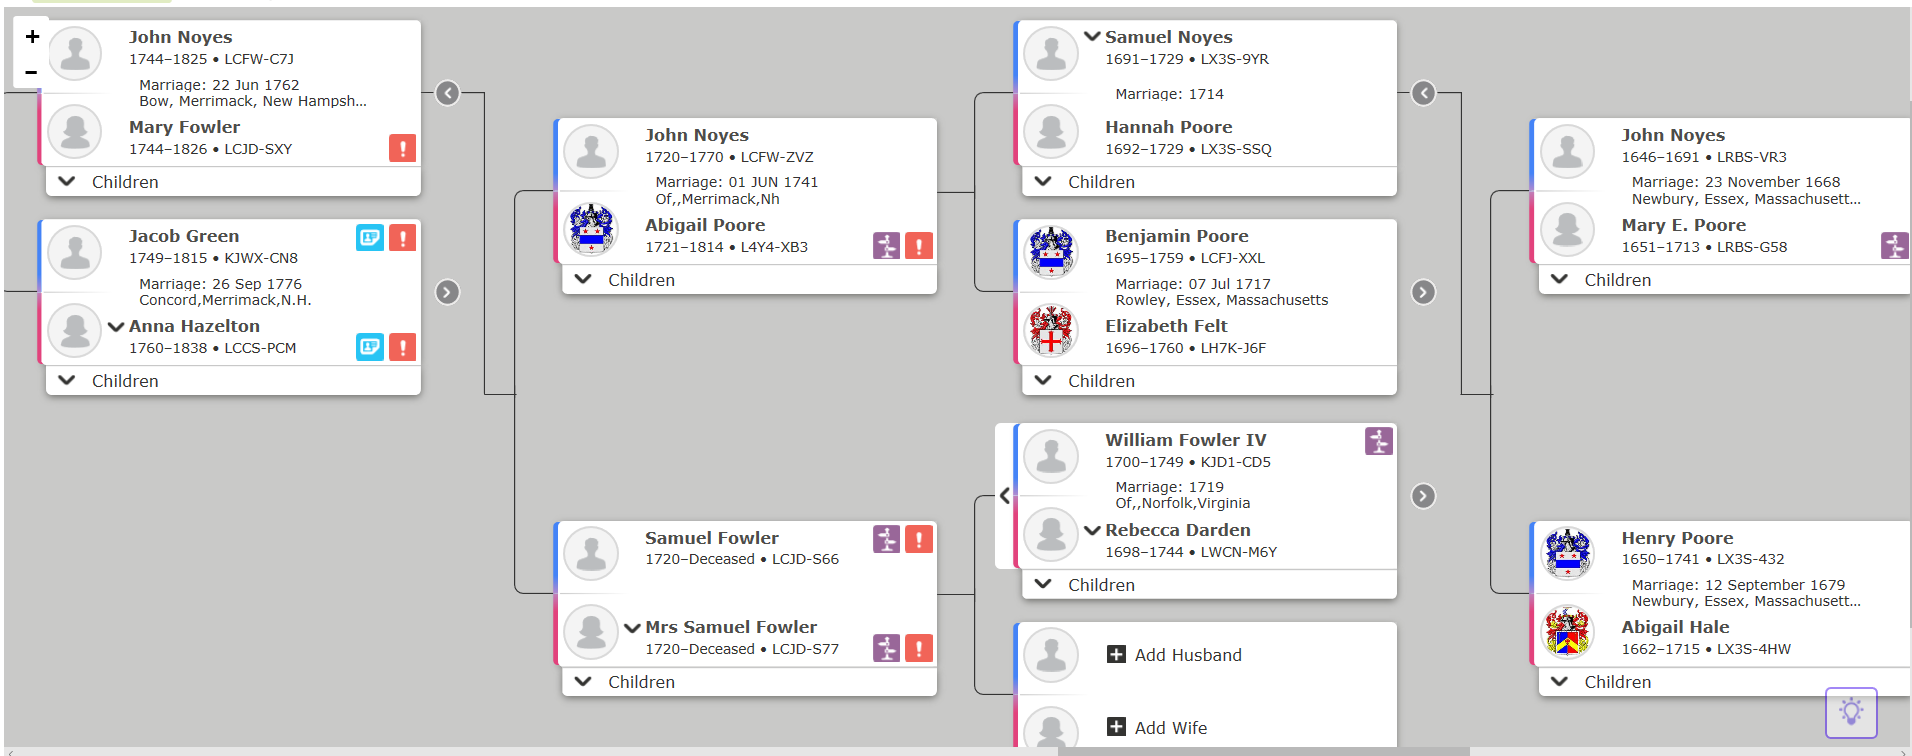 John Noyes
1744–1825 • LCFW-C7J
Marriage: 22 Jun 1762
Bow, Merrimack, New Hampsh...
Mary Fowler
1744–1826 • LCJD-SXY
Children
Jacob Green
1749–1815 • KJWX-CN8
Marriage: 26 Sep 1776
Concord,Merrimack,N.H.
Anna Hazelton
1760–1838 • LCCS-PCM
Children
John Noyes
1720–1770 • LCFW-ZVZ
Marriage: 01 JUN 1741
Of,,Merrimack,Nh
Abigail Poore
1721–1814 • L4Y4-XB3
Children
Samuel Fowler
1720–Deceased • LCJD-S66
Mrs Samuel Fowler
1720–Deceased • LCJD-S77
Children
Samuel Noyes
1691–1729 • LX3S-9YR
Marriage: 1714
Hannah Poore
1692–1729 • LX3S-SSQ
Children
Benjamin Poore
1695–1759 • LCFJ-XXL
Marriage: 07 Jul 1717
Rowley, Essex, Massachusetts
Elizabeth Felt
1696–1760 • LH7K-J6F
Children
William Fowler IV
1700–1749 • KJD1-CD5
Marriage: 1719
Of,,Norfolk,Virginia
Rebecca Darden
1698–1744 • LWCN-M6Y
Children
Add Husband
Add Wife
John Noyes
1646–1691 • LRBS-VR3
Marriage: 23 November 1668
Newbury, Essex, Massachusett...
Mary E. Poore
1651–1713 • LRBS-G58
Children
Henry Poore
1650–1741 • LX3S-432
Marriage: 12 September 1679
Newbury, Essex, Massachusett...
Abigail Hale
1662–1715 • LX3S-4HW
Children